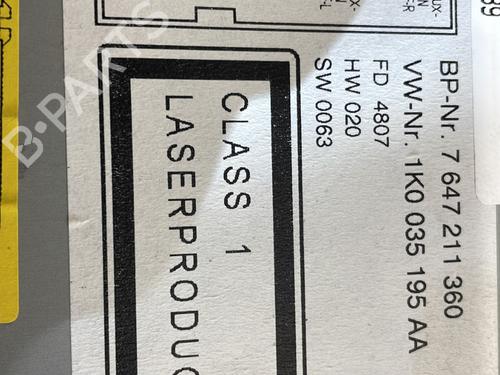 BP-Nr. 7 647 211 360
VW-Nr. 1K0 035 195 AA
FD 4807
HW 020
SW 0063
CLASS 1
LASERPRODUC
B-PARTS